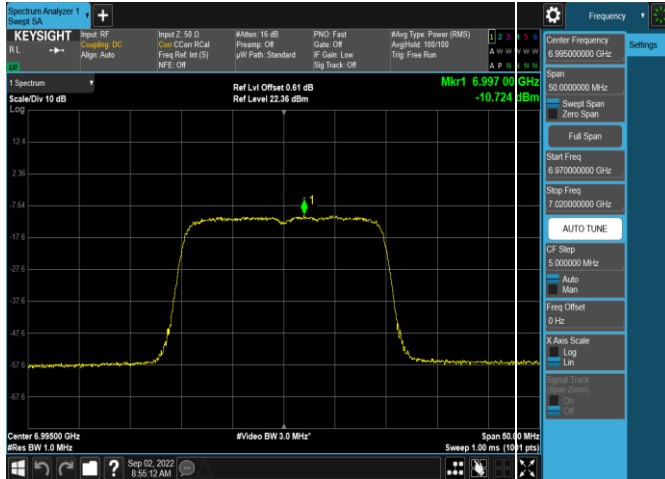 Spectrum Analyzer 1
Swept SA
+
Frequency
KEYSIGHT
RL
Input: RF
Coupling: DC
Align: Auto
Input Z: 50 Ω
Corr CCorr RCal
Freq Ref: Int (S)
NFE: Off
#Atten: 16 dB
Preamp: Off
µW Path: Standard
PNO: Fast
Gate: Off
IF Gain: Low
Sig Track: Off
#Avg Type: Power (RMS)
Avg|Hold: 100/100
Trig: Free Run
1 2 3 4 5 6
A W W W W W
A P N N N N
Settings
1 Spectrum
Scale/Div 10 dB
Log
Ref Lvl Offset 0.61 dB
Ref Level 22.36 dBm
Mkr1 6.997 00 GHz
-10.724 dBm
1
12.4
2.36
-7.64
-17.6
-27.6
-37.6
-47.6
-57.6
-67.6
Center 6.99500 GHz
#Res BW 1.0 MHz
#Video BW 3.0 MHz*
Span 50.00 MHz
Sweep 1.00 ms (1001 pts)
Center Frequency
6.995000000 GHz
Span
50.0000000 MHz
Swept Span
Zero Span
Full Span
Start Freq
6.970000000 GHz
Stop Freq
7.020000000 GHz
AUTO TUNE
CF Step
5.000000 MHz
Auto
Man
Freq Offset
0 Hz
X Axis Scale
Log
Lin
Signal Track
(Span Zoom)
On
Off
?
Sep 02, 2022
8:55:12 AM